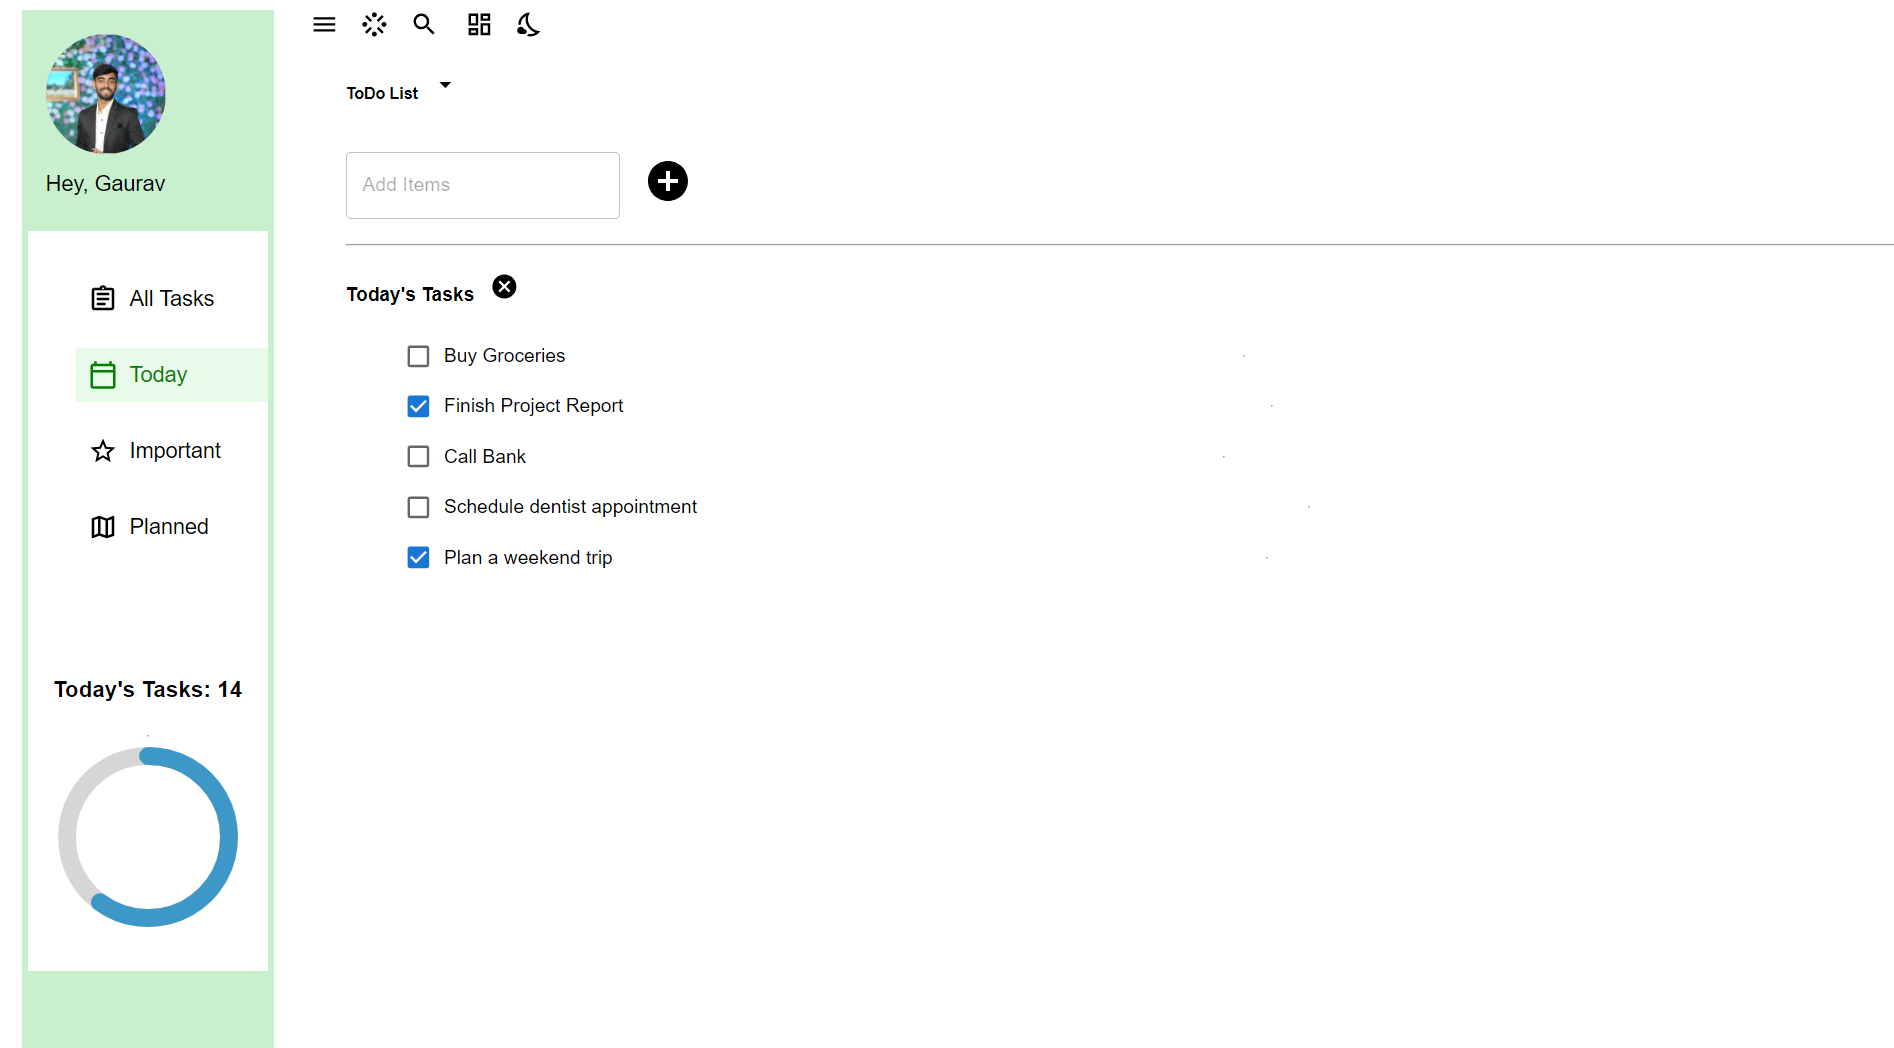 Hey, Gaurav
All Tasks
Today
Important
Planned
Today's Tasks: 14
ToDo List
Add Items
Today's Tasks
Buy Groceries
Finish Project Report
Call Bank
Schedule dentist appointment
Plan a weekend trip